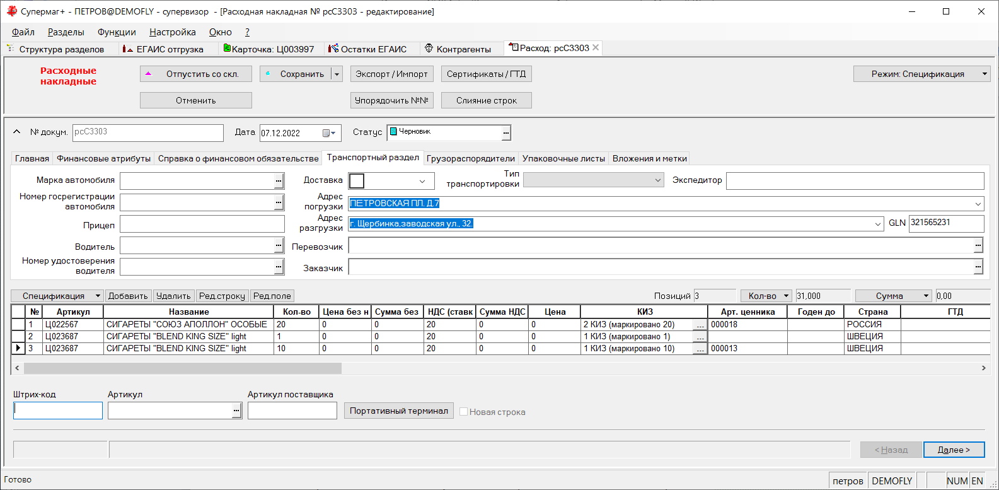 Супермаг+ - ПЕТРОВ@DEMOFLY - супервизор - [Расходная накладная № рсС3303 - редактирование]
Файл Разделы Функции Настройка Окно ?
Структура разделов ЕГАИС отгрузка Карточка: Ц003997 Остатки ЕГАИС Контрагенты Расход: рсС3303
Расходные накладные
Отпустить со скл. Сохранить Экспорт / Импорт Сертификаты / ГТД Режим: Спецификация
Отменить Упорядочить №№ Слияние строк
№ докум. рсС3303 Дата 07.12.2022 Статус Черновик
Главная Финансовые атрибуты Справка о финансовом обязательстве Транспортный раздел Грузораспорядители Упаковочные листы Вложения и метки
Марка автомобиля Доставка Тип транспортировки Экспедитор
Номер госрегистрации автомобиля Адрес погрузки ПЕТРОВСКАЯ ПЛ. Д.7
Прицеп Адрес разгрузки г. Щербинка,заводская ул., 32. GLN 321565231
Водитель Перевозчик
Номер удостоверения водителя Заказчик
Спецификация Добавить Удалить Ред.строку Ред.поле Позиций 3 Кол-во 31,000 Сумма 0,00
№ Артикул Название Кол-во Цена без н Сумма без НДС (ставк Сумма НДС Цена КИЗ Арт. ценника Годен до Страна ГТД
1 Ц022567 СИГАРЕТЫ "СОЮЗ АПОЛЛОН" ОСОБЫЕ 20 0 0 20 0 0 2 КИЗ (маркировано 20) ... 000018 РОССИЯ
2 Ц023687 СИГАРЕТЫ "BLEND KING SIZE" light 1 0 0 20 0 0 1 КИЗ (маркировано 1) ... ШВЕЦИЯ
3 Ц023687 СИГАРЕТЫ "BLEND KING SIZE" light 10 0 0 20 0 0 1 КИЗ (маркировано 10) ... 000013 ШВЕЦИЯ
Штрих-код Артикул Артикул поставщика
Портативный терминал Новая строка
< Назад Далее >
Готово петров DEMOFLY NUM EN